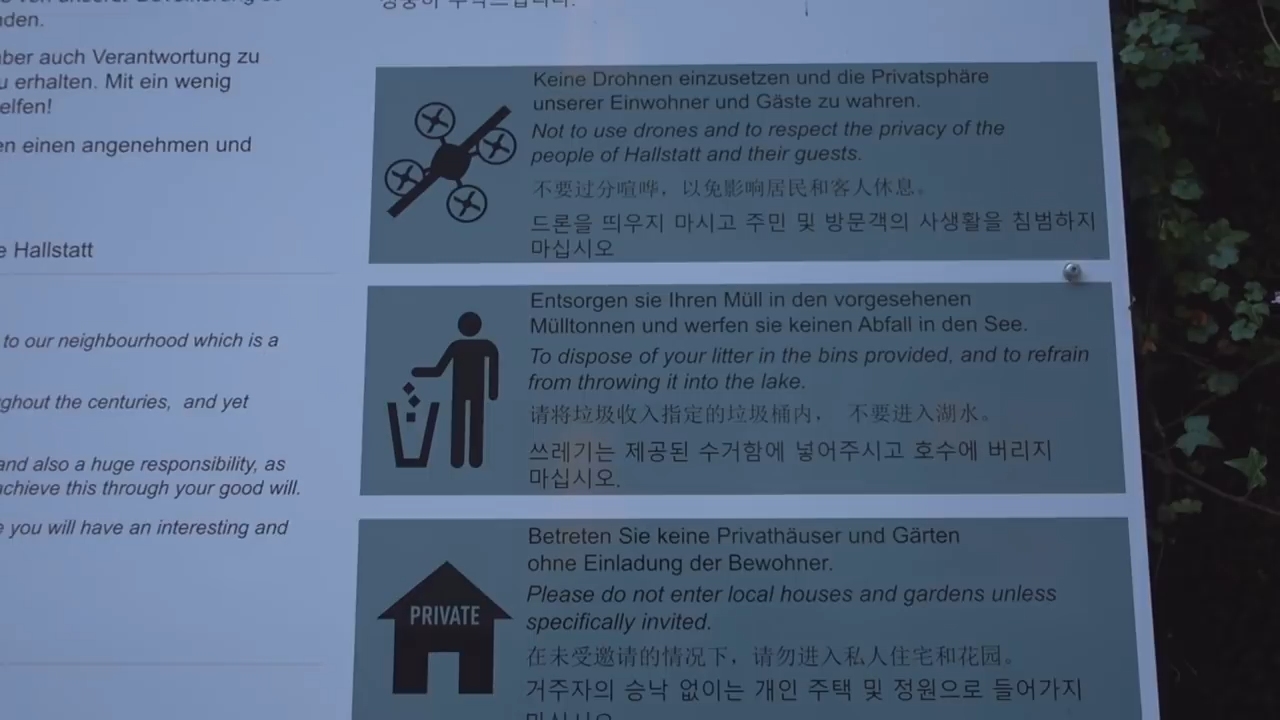 nden.
aber auch Verantwortung zu
u erhalten. Mit ein wenig
elfen!
en einen angenehmen und
e Hallstatt
to our neighbourhood which is a
ghout the centuries, and yet
and also a huge responsibility, as
achieve this through your good will.
e you will have an interesting and
Keine Drohnen einzusetzen und die Privatsphäre
unserer Einwohner und Gäste zu wahren.
Not to use drones and to respect the privacy of the
people of Hallstatt and their guests.
不要过分喧哗，以免影响居民和客人休息。
드론을 띄우지 마시고 주민 및 방문객의 사생활을 침범하지
마십시오
Entsorgen sie Ihren Müll in den vorgesehenen
Mülltonnen und werfen sie keinen Abfall in den See.
To dispose of your litter in the bins provided, and to refrain
from throwing it into the lake.
请将垃圾收入指定的垃圾桶内， 不要进入湖水。
쓰레기는 제공된 수거함에 넣어주시고 호수에 버리지
마십시오.
PRIVATE
Betreten Sie keine Privathäuser und Gärten
ohne Einladung der Bewohner.
Please do not enter local houses and gardens unless
specifically invited.
在未受邀请的情况下，请勿进入私人住宅和花园。
거주자의 승낙 없이는 개인 주택 및 정원으로 들어가지